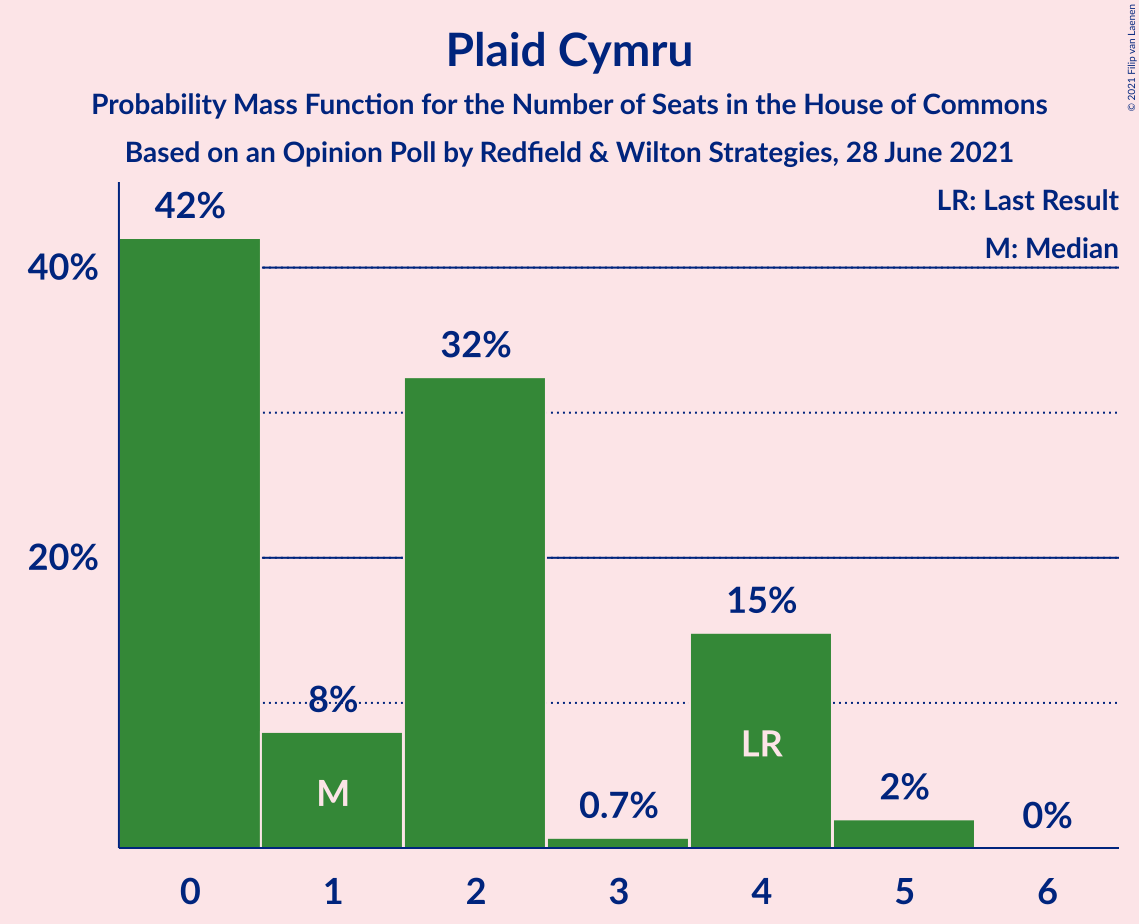 Plaid Cymru
Probability Mass Function for the Number of Seats in the House of Commons
Based on an Opinion Poll by Redfield & Wilton Strategies, 28 June 2021
© 2021 Filip van Laenen
LR: Last Result
M: Median
42%
40%
32%
20%
15%
8%
LR
M
0.7%
2%
0%
0 1 2 3 4 5 6